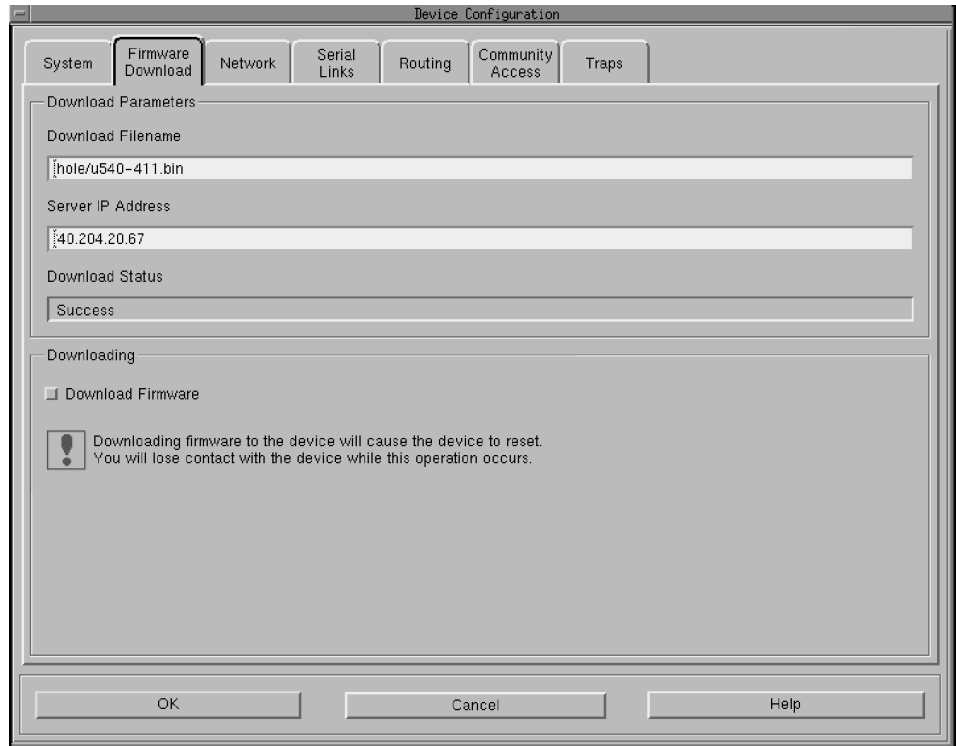 Device Configuration
System
Firmware
Download
Network
Serial
Links
Routing
Community
Access
Traps
Download Parameters
Download Filename
hole/u540-411.bin
Server IP Address
40.204.20.67
Download Status
Success
Downloading
Download Firmware
Downloading firmware to the device will cause the device to reset.
You will lose contact with the device while this operation occurs.
OK
Cancel
Help